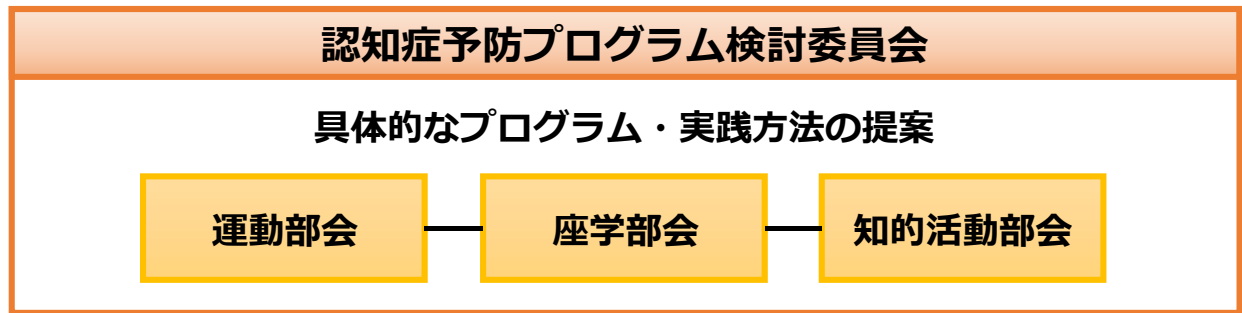 認知症予防プログラム検討委員会
具体的なプログラム・実践方法の提案
運動部会
座学部会
知的活動部会